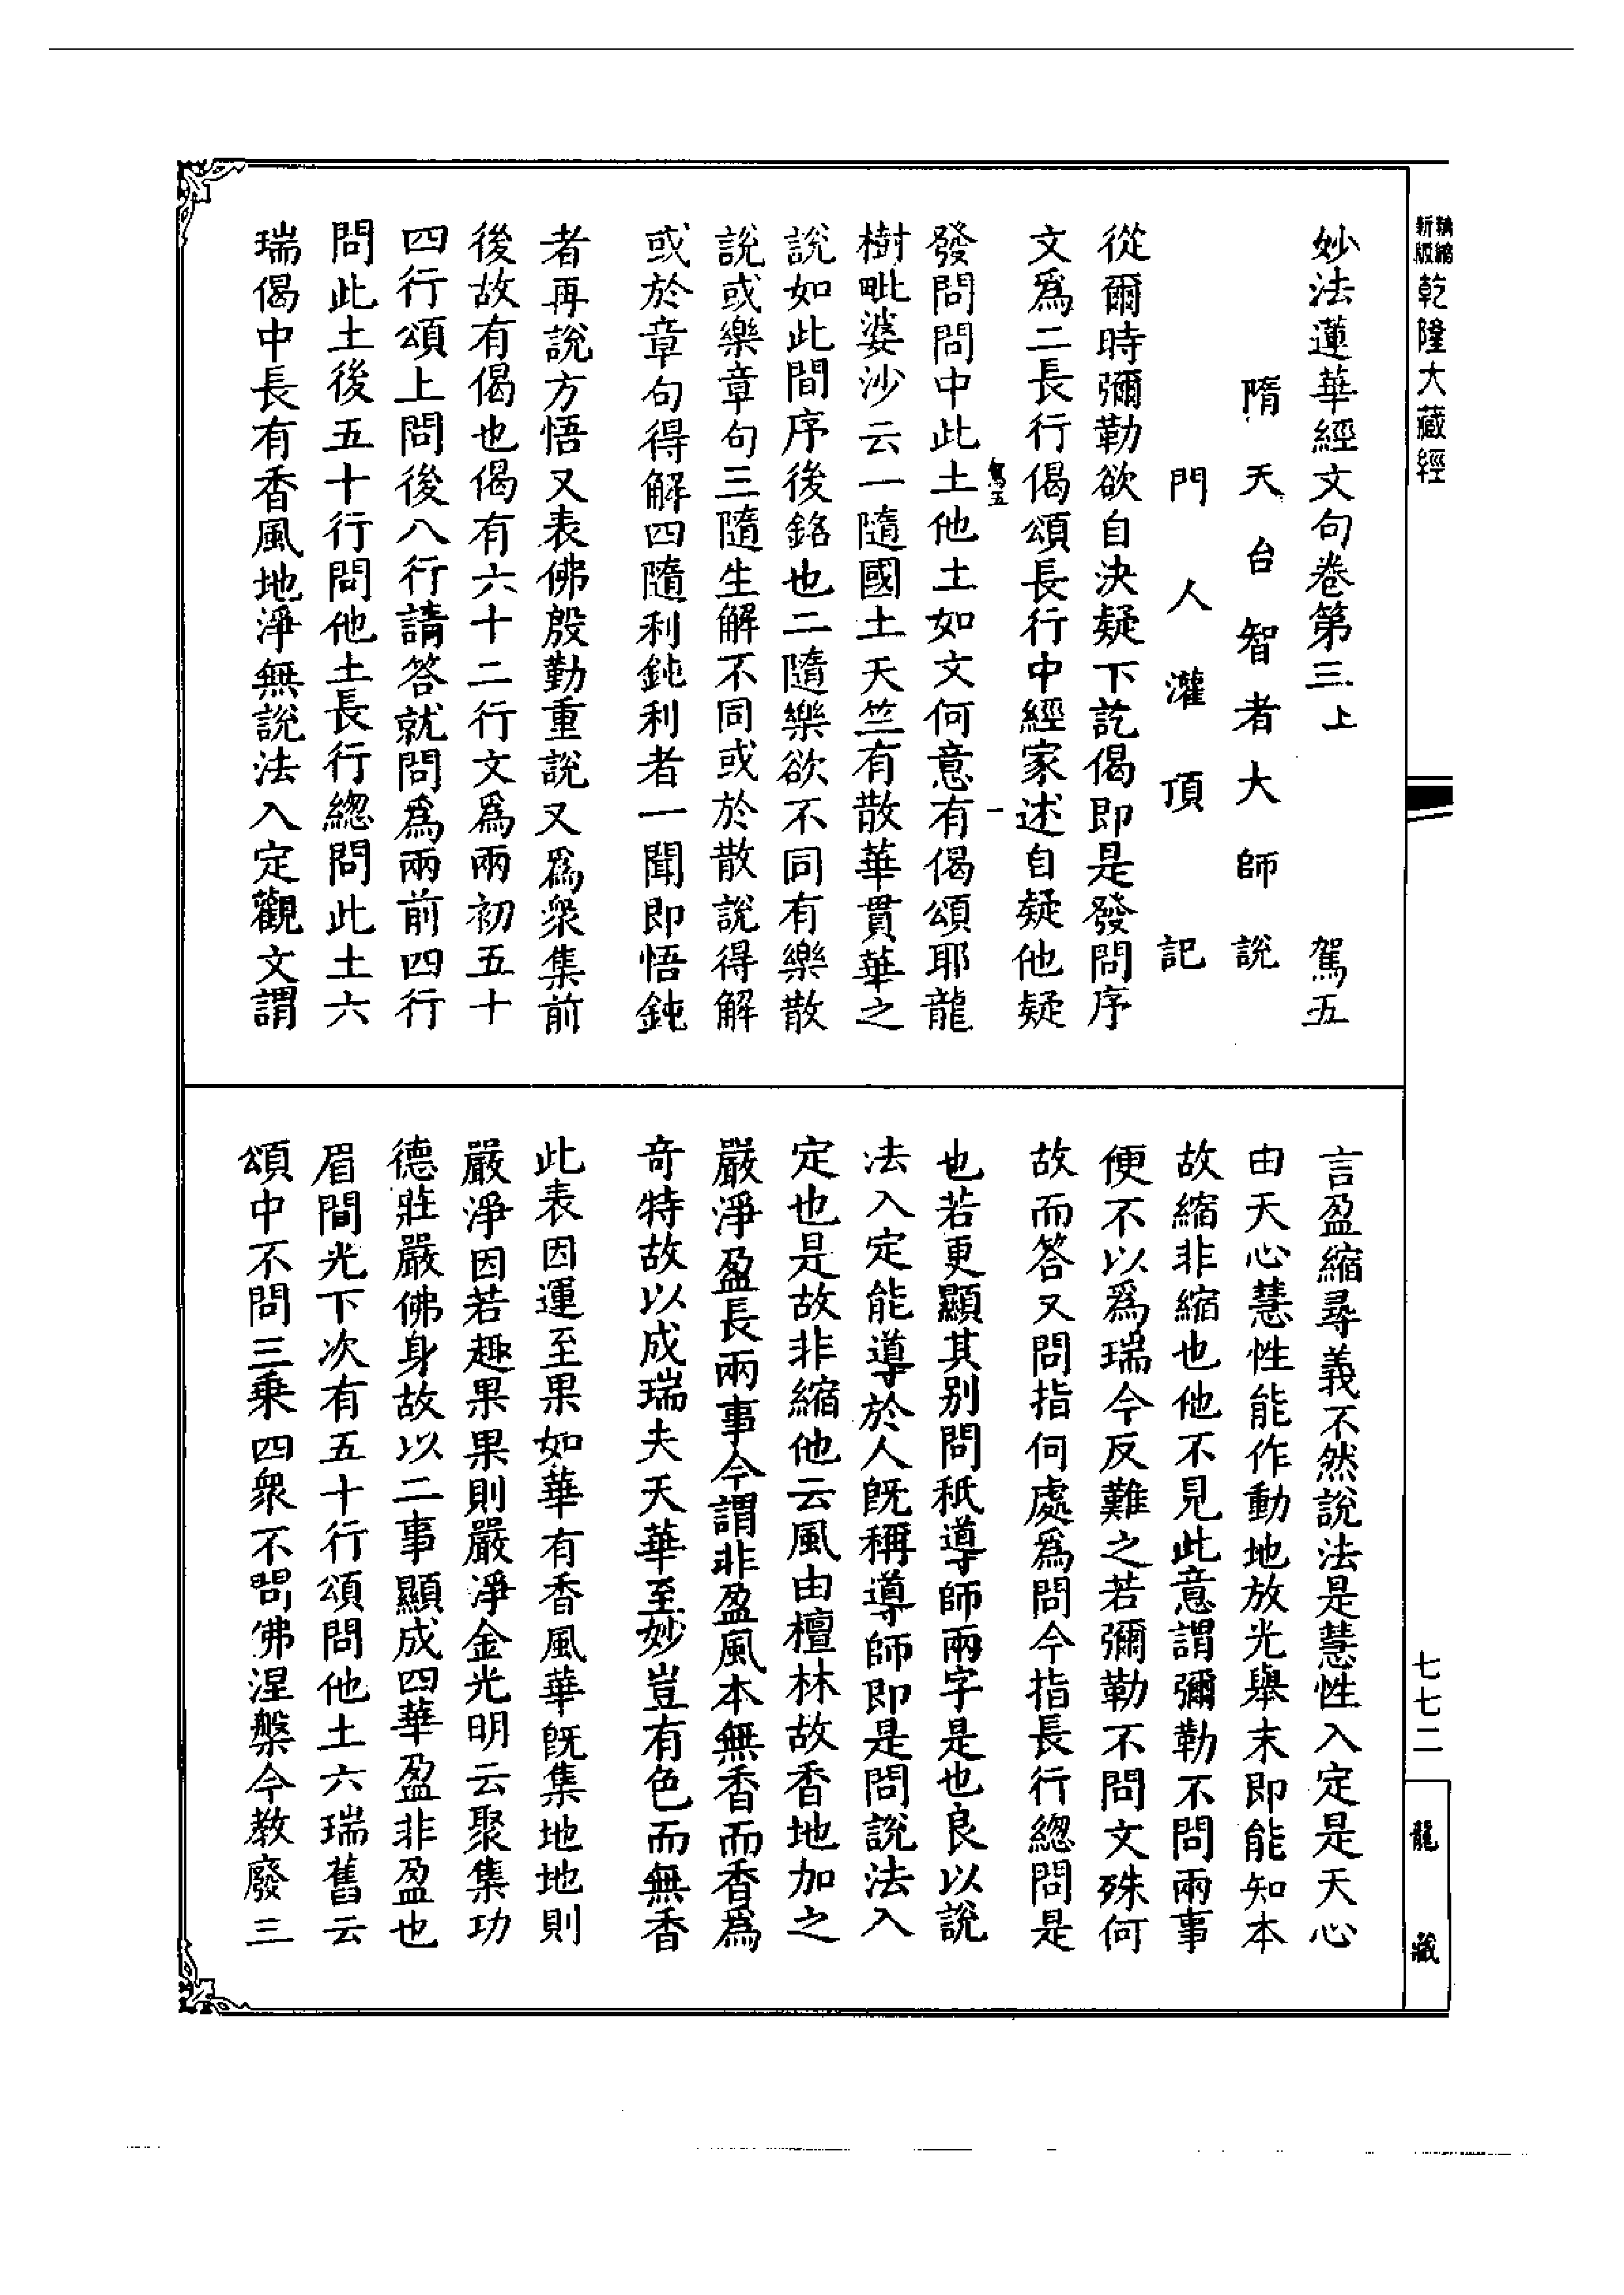 新版精縮乾隆大藏經
妙法蓮華經文句卷第三上　駕五
隋天台智者大師說
門人灌頂記
從爾時彌勒欲自決疑下訖偈即是發問序
文爲二長行偈頌長行中經家述自疑他疑
駕五　一
發問問中此土他土如文何意有偈頌耶龍
樹毗婆沙云一隨國土天竺有散華貫華之
說如此間序後銘也二隨樂欲不同有樂散
說或樂章句三隨生解不同或於散說得解
或於章句得解四隨利鈍利者一聞即悟鈍
者再說方悟又表佛殷勤重說又爲衆集前
後故有偈也偈有六十二行文爲兩初五十
四行頌上問後八行請答就問爲兩前四行
問此土後五十行問他土長行總問此土六
瑞偈中長有香風地淨無說法入定觀文謂
言盈縮尋義不然說法是慧性入定是天心
由天心慧性能作動地放光舉末即能知本
故縮非縮也他不見此意謂彌勒不問兩事
便不以爲瑞今反難之若彌勒不問文殊何
故而答又問指何處爲問今指長行總問是
也若更顯其別問秖導師兩字是也良以說
法入定能導於人既稱導師即是問說法入
定也是故非縮他云風由檀林故香地加之
嚴淨盈長兩事今謂非盈風本無香而香爲
奇特故以成瑞夫天華至妙豈有色而無香
此表因運至果如華有香風華既集地地則
嚴淨因若趣果果則嚴淨金光明云聚集功
德莊嚴佛身故以二事顯成四華盈非盈也
眉間光下次有五十行頌問他土六瑞舊云
頌中不問三乘四衆不問佛涅槃今教廢三
七七二
龍藏